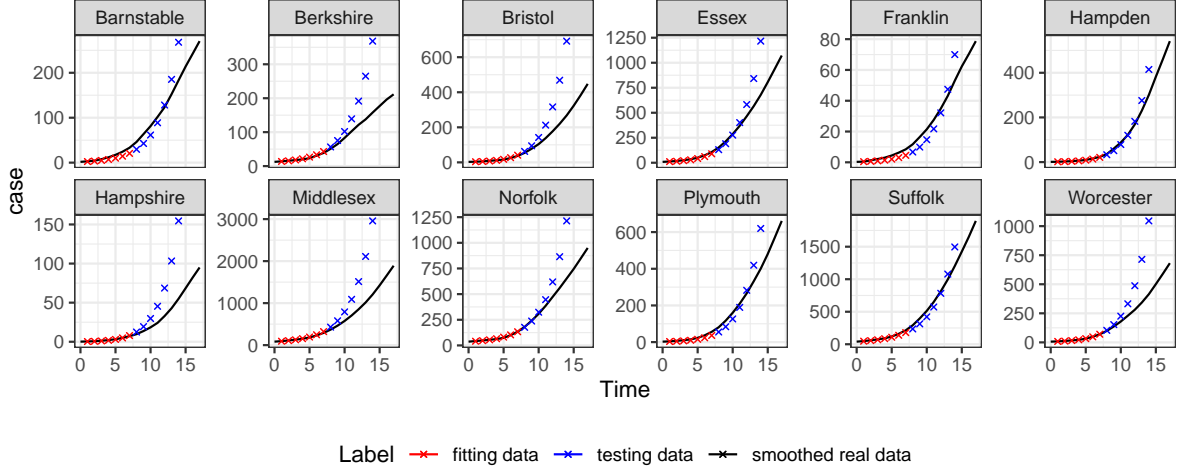 Barnstable Berkshire Bristol Essex Franklin Hampden
200 100 0
300 200 100 0
600 400 200 0
1250 1000 750 500 250 0
80 60 40 20 0
400 200 0
Hampshire Middlesex Norfolk Plymouth Suffolk Worcester
150 100 50 0
3000 2000 1000 0
1250 1000 750 500 250 0
600 400 200 0
1500 1000 500 0
1000 750 500 250 0
0 5 10 15 0 5 10 15 0 5 10 15 0 5 10 15 0 5 10 15 0 5 10 15
case
Time
Label fitting data testing data smoothed real data